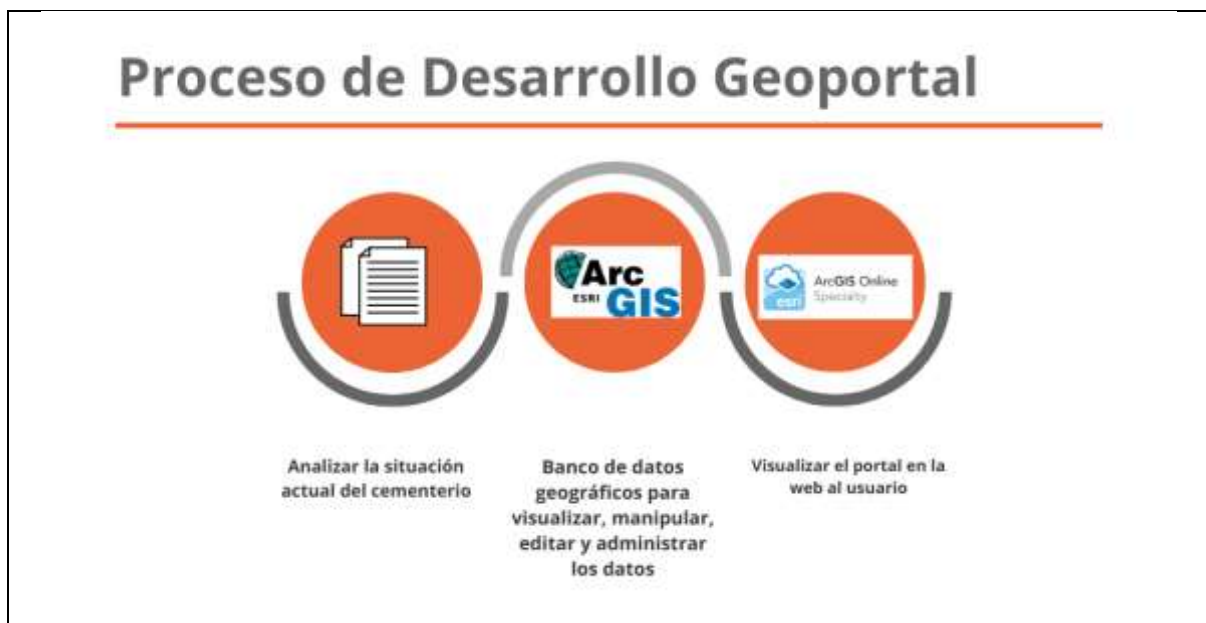 Proceso de Desarrollo Geoportal
Arc
ESRI GIS
ArcGIS Online
Specialty
esri
Analizar la situación
actual del cementerio
Banco de datos
geográficos para
visualizar, manipular,
editar y administrar
los datos
Visualizar el portal en la
web al usuario